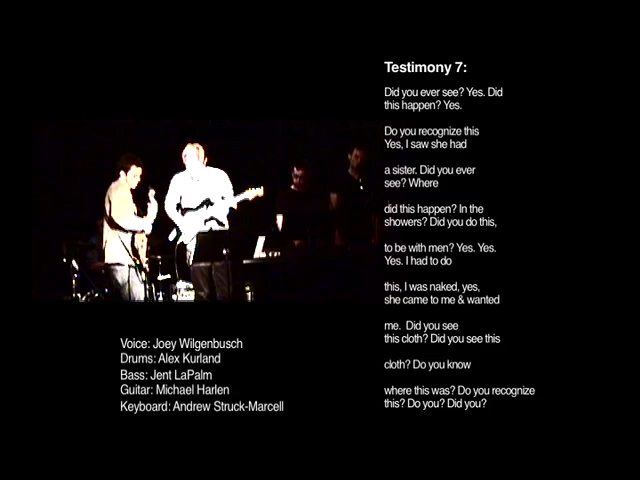 Testimony 7:
Did you ever see? Yes. Did
this happen? Yes.
Do you recognize this
Yes, I saw she had
a sister. Did you ever
see? Where
did this happen? In the
showers? Did you do this,
to be with men? Yes. Yes.
Yes. I had to do
this, I was naked, yes,
she came to me & wanted
me.  Did you see
this cloth? Did you see this
cloth? Do you know
where this was? Do you recognize
this? Do you? Did you?
Voice: Joey Wilgenbusch
Drums: Alex Kurland
Bass: Jent LaPalm
Guitar: Michael Harlen
Keyboard: Andrew Struck-Marcell